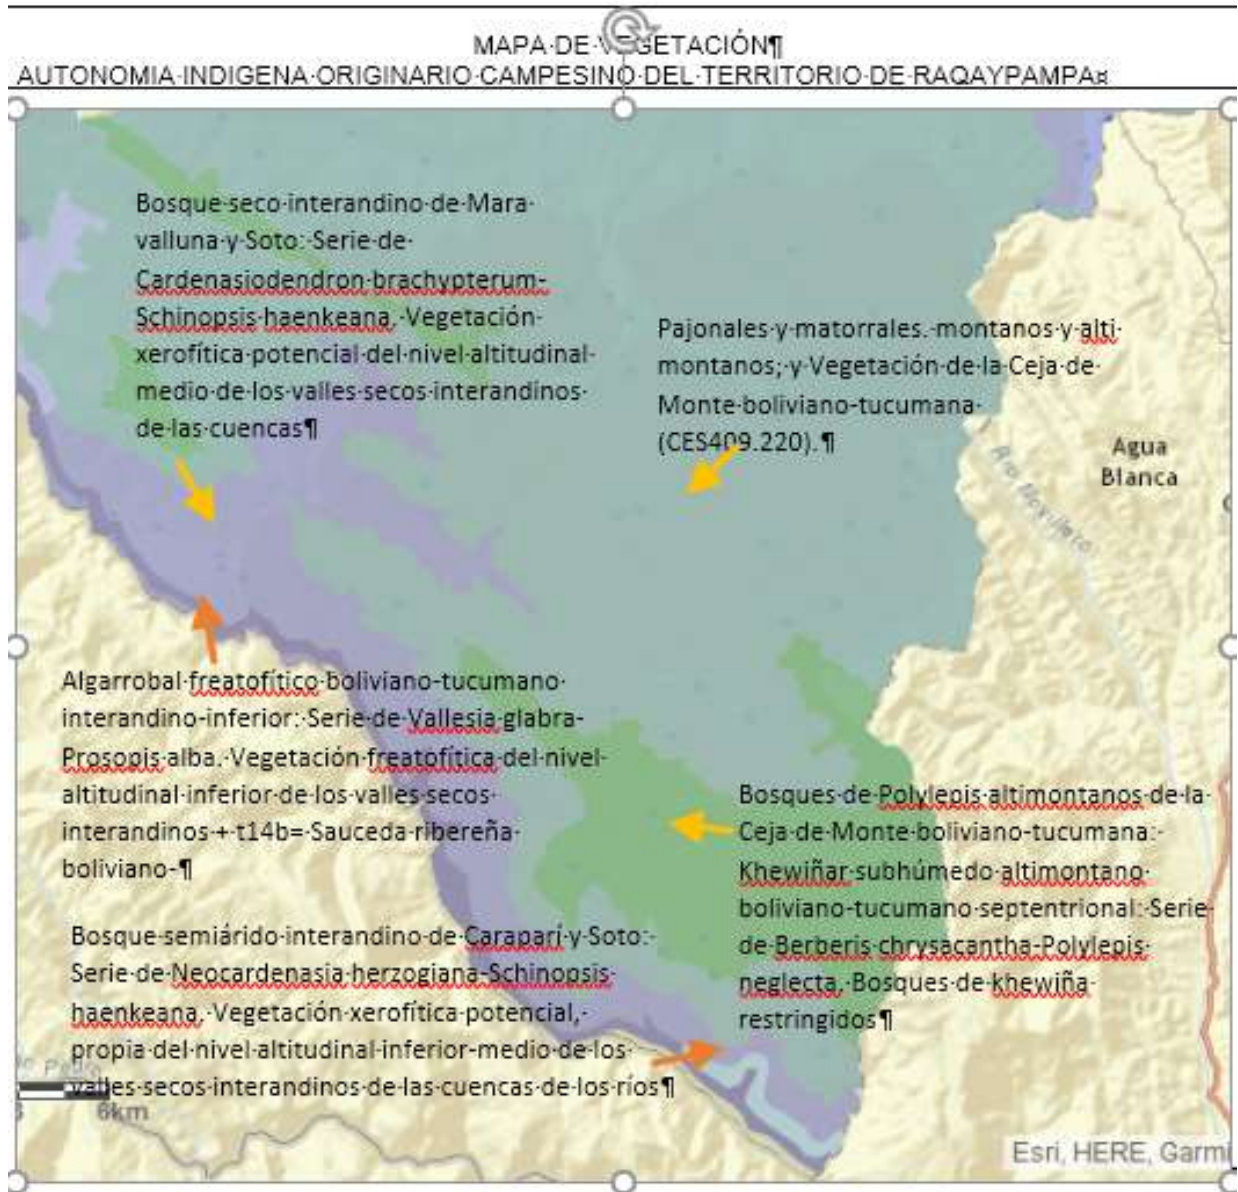 MAPA DE VEGETACIÓN¶
AUTONOMIA INDIGENA ORIGINARIO CAMPESINO DEL TERRITORIO DE RAQAYPAMPA¤
Bosque seco interandino de Mara
valluna y Soto: Serie de
Cardenasiodendron brachypterum-
Schinopsis haenkeana. Vegetación
xerofítica potencial del nivel altitudinal
medio de los valles secos interandinos
de las cuencas¶
Pajonales y matorrales. montanos y alti
montanos; y Vegetación de la Ceja de
Monte boliviano-tucumana
(CES409.220).¶
Agua
Blanca
Río
Algarrobal freatofítico boliviano-tucumano
interandino-inferior: Serie de Vallesia glabra-
Prosopis alba. Vegetación freatofítica del nivel
altitudinal inferior de los valles secos
interandinos + t14b= Sauceda ribereña
boliviano-¶
Bosques de Polylepis altimontanos de la
Ceja de Monte boliviano-tucumana:
Khewiñar subhúmedo altimontano
boliviano-tucumano septentrional: Serie
de Berberis chrysacantha-Polylepis
neglecta. Bosques de khewiña
restringidos¶
Bosque semiárido interandino de Caraparí y Soto:
Serie de Neocardenasia herzogiana-Schinopsis
haenkeana. Vegetación xerofítica potencial,
propia del nivel altitudinal inferior-medio de los
valles secos interandinos de las cuencas de los ríos¶
6km
Esri, HERE, Garmi